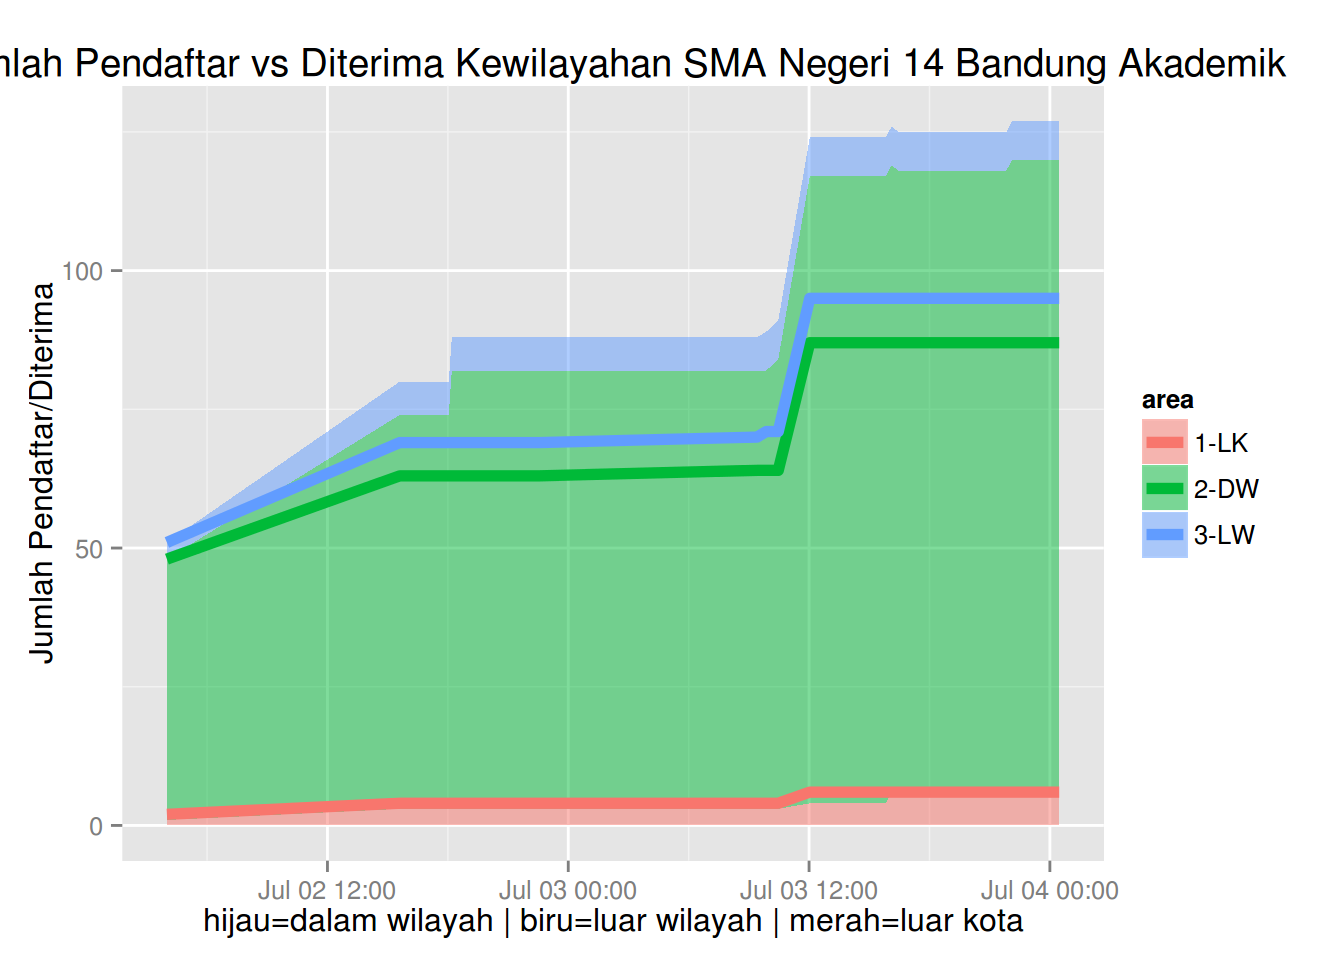 Pendaftar vs Diterima Kewilayahan SMA Negeri 14 Bandung Akademik
Jumlah Pendaftar/Diterima
100
50
0
Jul 02 12:00
Jul 03 00:00
Jul 03 12:00
Jul 04 00:00
hijau=dalam wilayah | biru=luar wilayah | merah=luar kota
area
1-LK
2-DW
3-LW